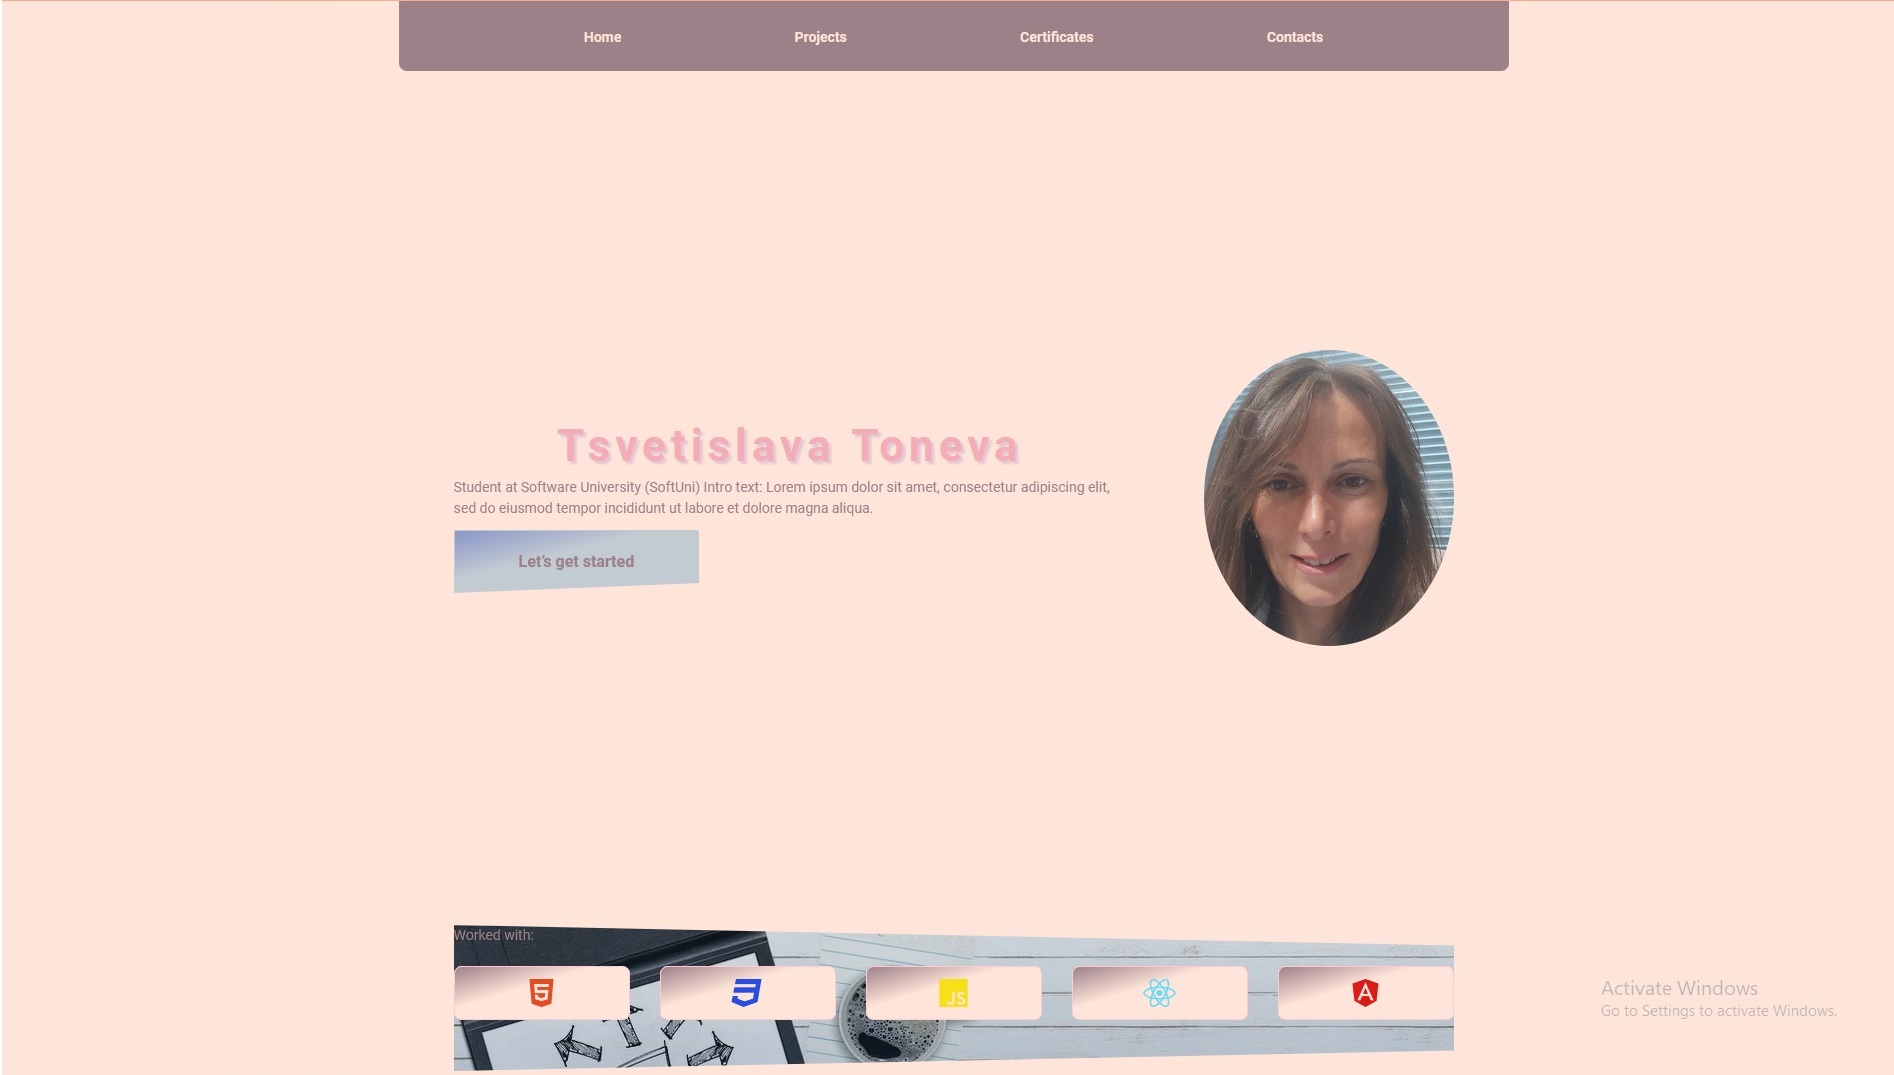 Home
Projects
Certificates
Contacts
Tsvetislava Toneva
Student at Software University (SoftUni) Intro text: Lorem ipsum dolor sit amet, consectetur adipiscing elit,
sed do eiusmod tempor incididunt ut labore et dolore magna aliqua.
Let's get started
Worked with:
5
JS
A
Activate Windows
Go to Settings to activate Windows.